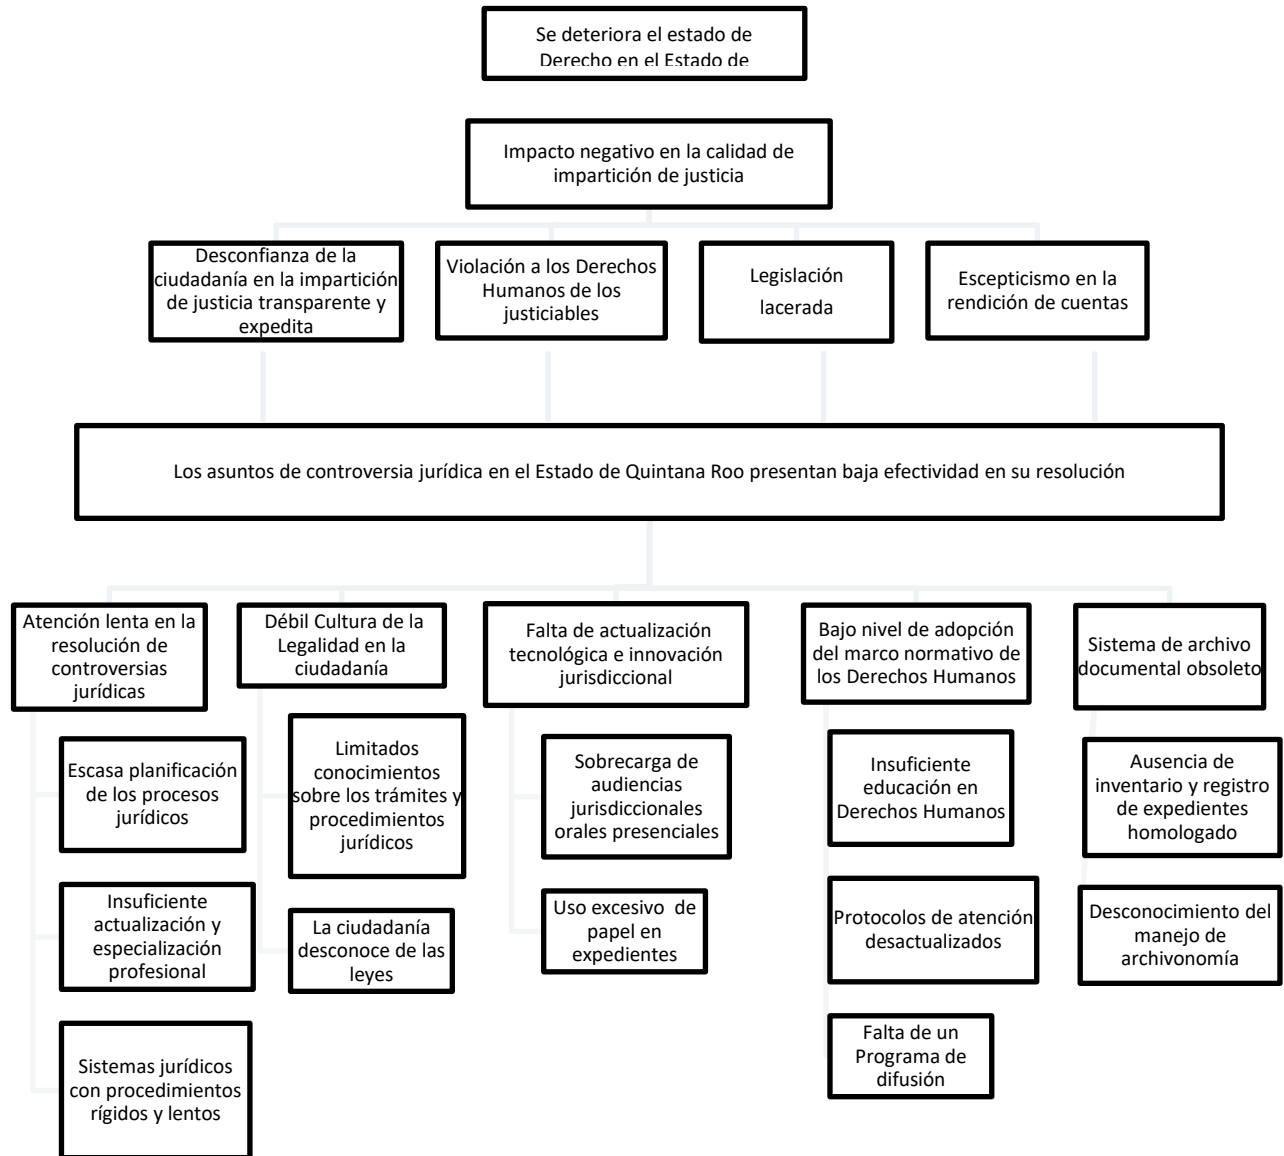 Se deteriora el estado de
Derecho en el Estado de
Impacto negativo en la calidad de
impartición de justicia
Desconfianza de la
ciudadanía en la impartición
de justicia transparente y
expedita
Violación a los Derechos
Humanos de los
justiciables
Legislación
lacerada
Escepticismo en la
rendición de cuentas
Los asuntos de controversia jurídica en el Estado de Quintana Roo presentan baja efectividad en su resolución
Atención lenta en la
resolución de
controversias
jurídicas
Débil Cultura de la
Legalidad en la
ciudadanía
Falta de actualización
tecnológica e innovación
jurisdiccional
Bajo nivel de adopción
del marco normativo de
los Derechos Humanos
Sistema de archivo
documental obsoleto
Escasa planificación
de los procesos
jurídicos
Limitados
conocimientos
sobre los trámites y
procedimientos
jurídicos
Sobrecarga de
audiencias
jurisdiccionales
orales presenciales
Insuficiente
educación en
Derechos Humanos
Ausencia de
inventario y registro
de expedientes
homologado
Insuficiente
actualización y
especialización
profesional
La ciudadanía
desconoce de las
leyes
Uso excesivo de
papel en
expedientes
Protocolos de atención
desactualizados
Desconocimiento del
manejo de
archivonomía
Sistemas jurídicos
con procedimientos
rígidos y lentos
Falta de un
Programa de
difusión